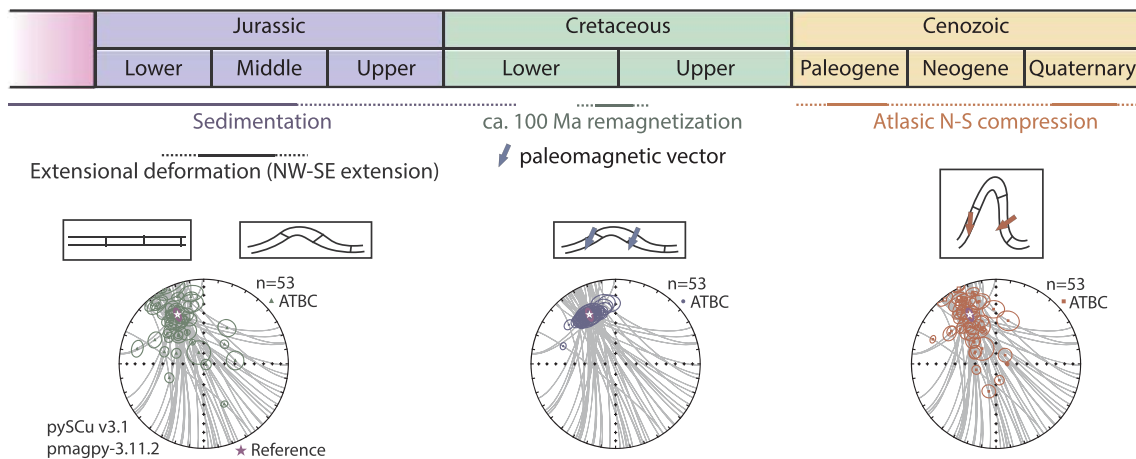 Jurassic Cretaceous Cenozoic
Lower Middle Upper Lower Upper Paleogene Neogene Quaternary
Sedimentation ca. 100 Ma remagnetization Atlasic N-S compression
paleomagnetic vector
Extensional deformation (NW-SE extension)
n=53 n=53 n=53
ATBC ATBC ATBC
pySCu v3.1
pmagpy-3.11.2
Reference